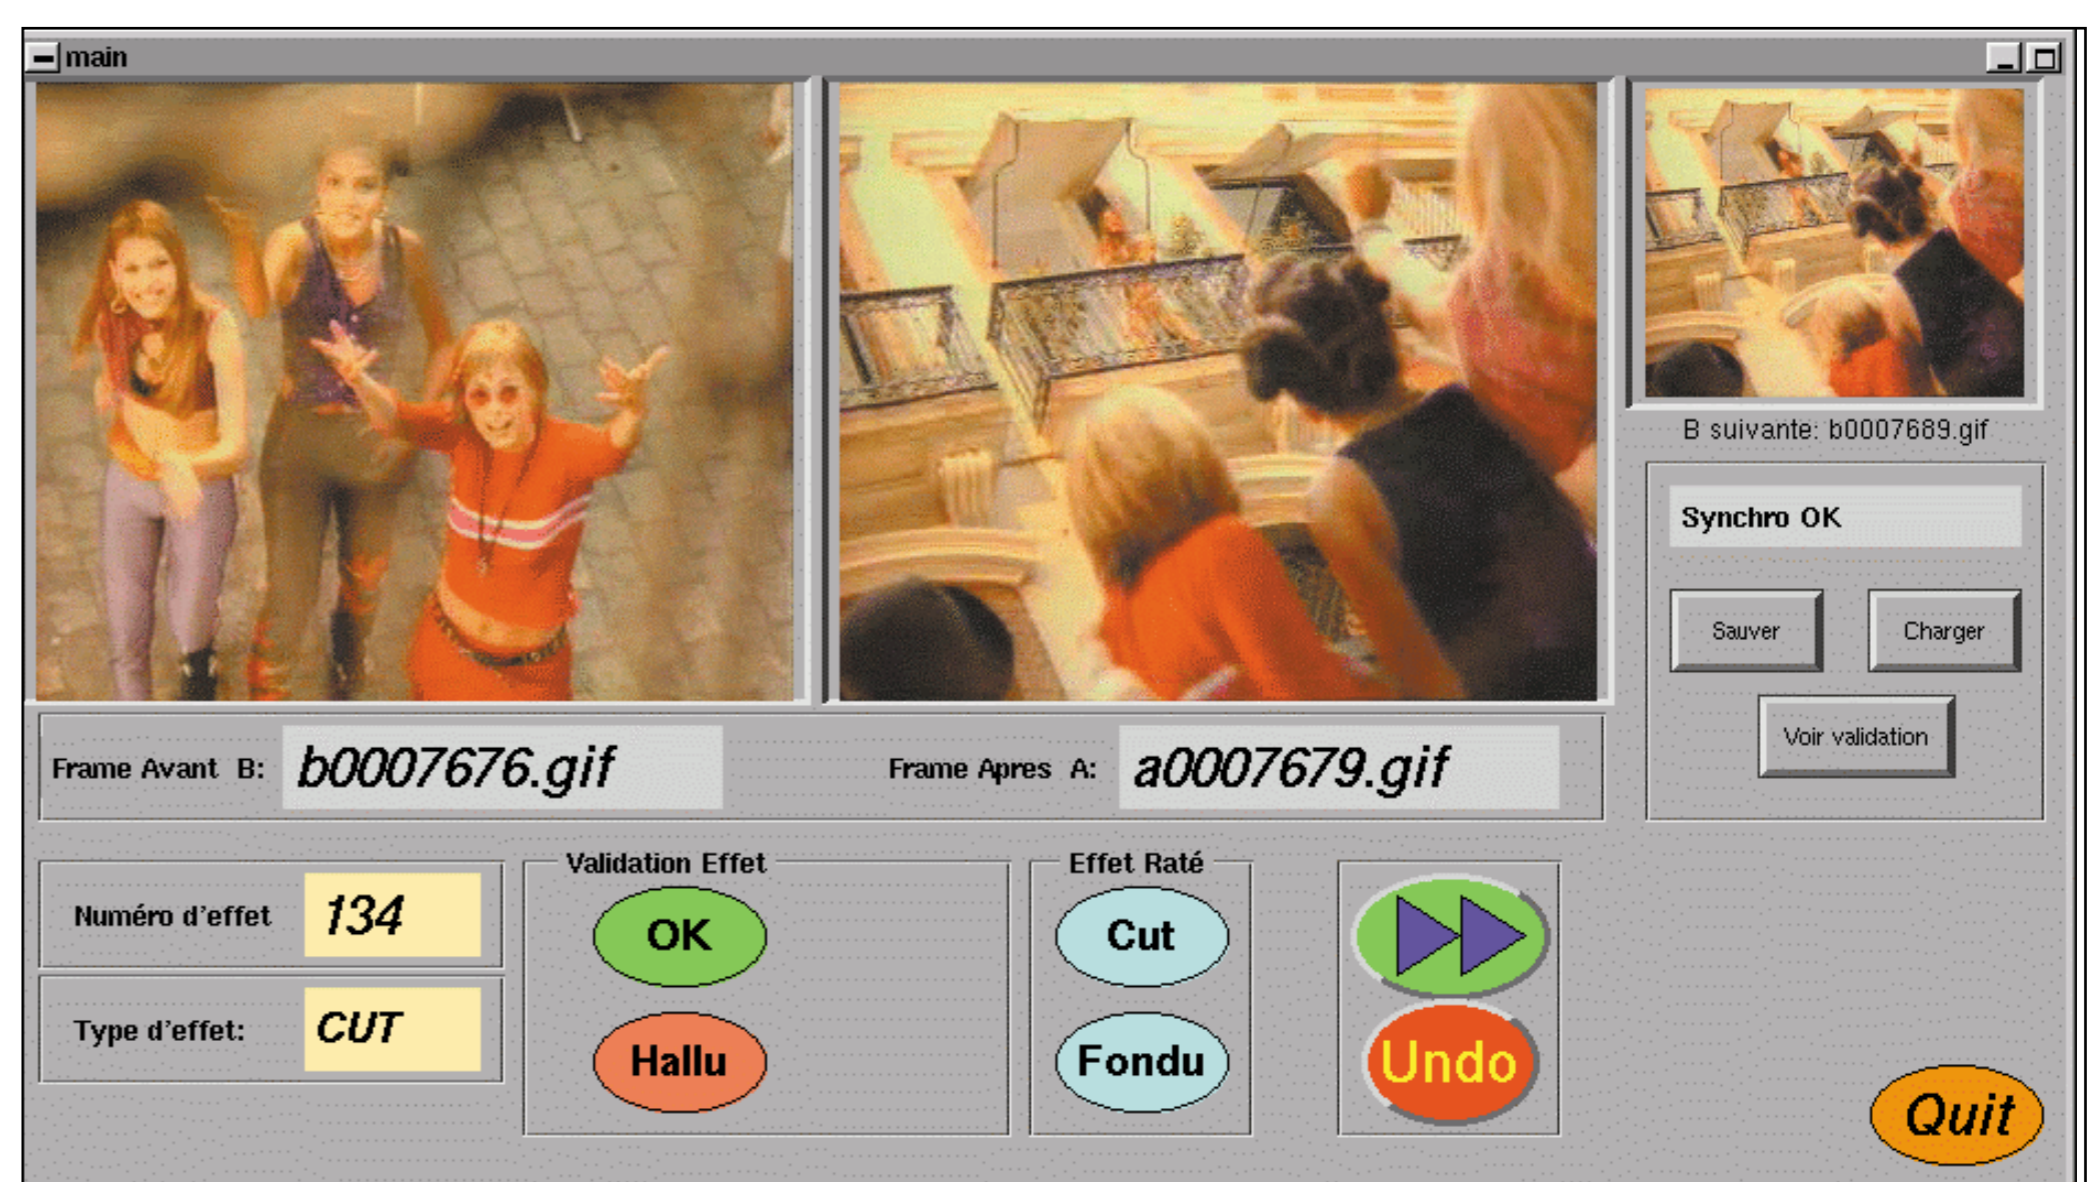 main
B suivante: b0007689.gif
Synchro OK
Sauver
Charger
Voir validation
Frame Avant B: b0007676.gif
Frame Apres A: a0007679.gif
Numéro d'effet 134
Type d'effet: CUT
Validation Effet
OK
Hallu
Effet Raté
Cut
Fondu
Undo
Quit